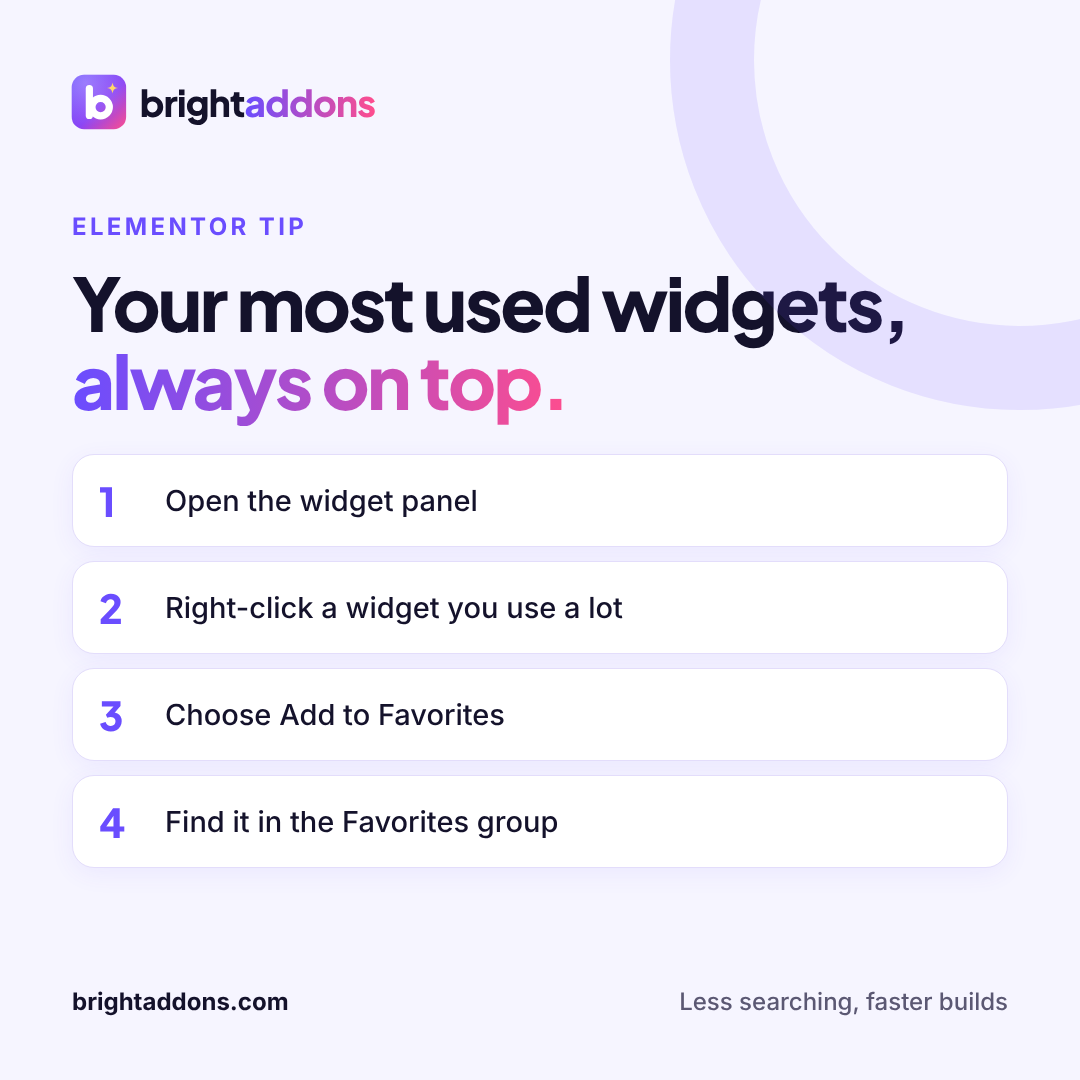 brightaddons
ELEMENTOR TIP
Your most used widgets,
always on top.
1 Open the widget panel
2 Right-click a widget you use a lot
3 Choose Add to Favorites
4 Find it in the Favorites group
brightaddons.com
Less searching, faster builds